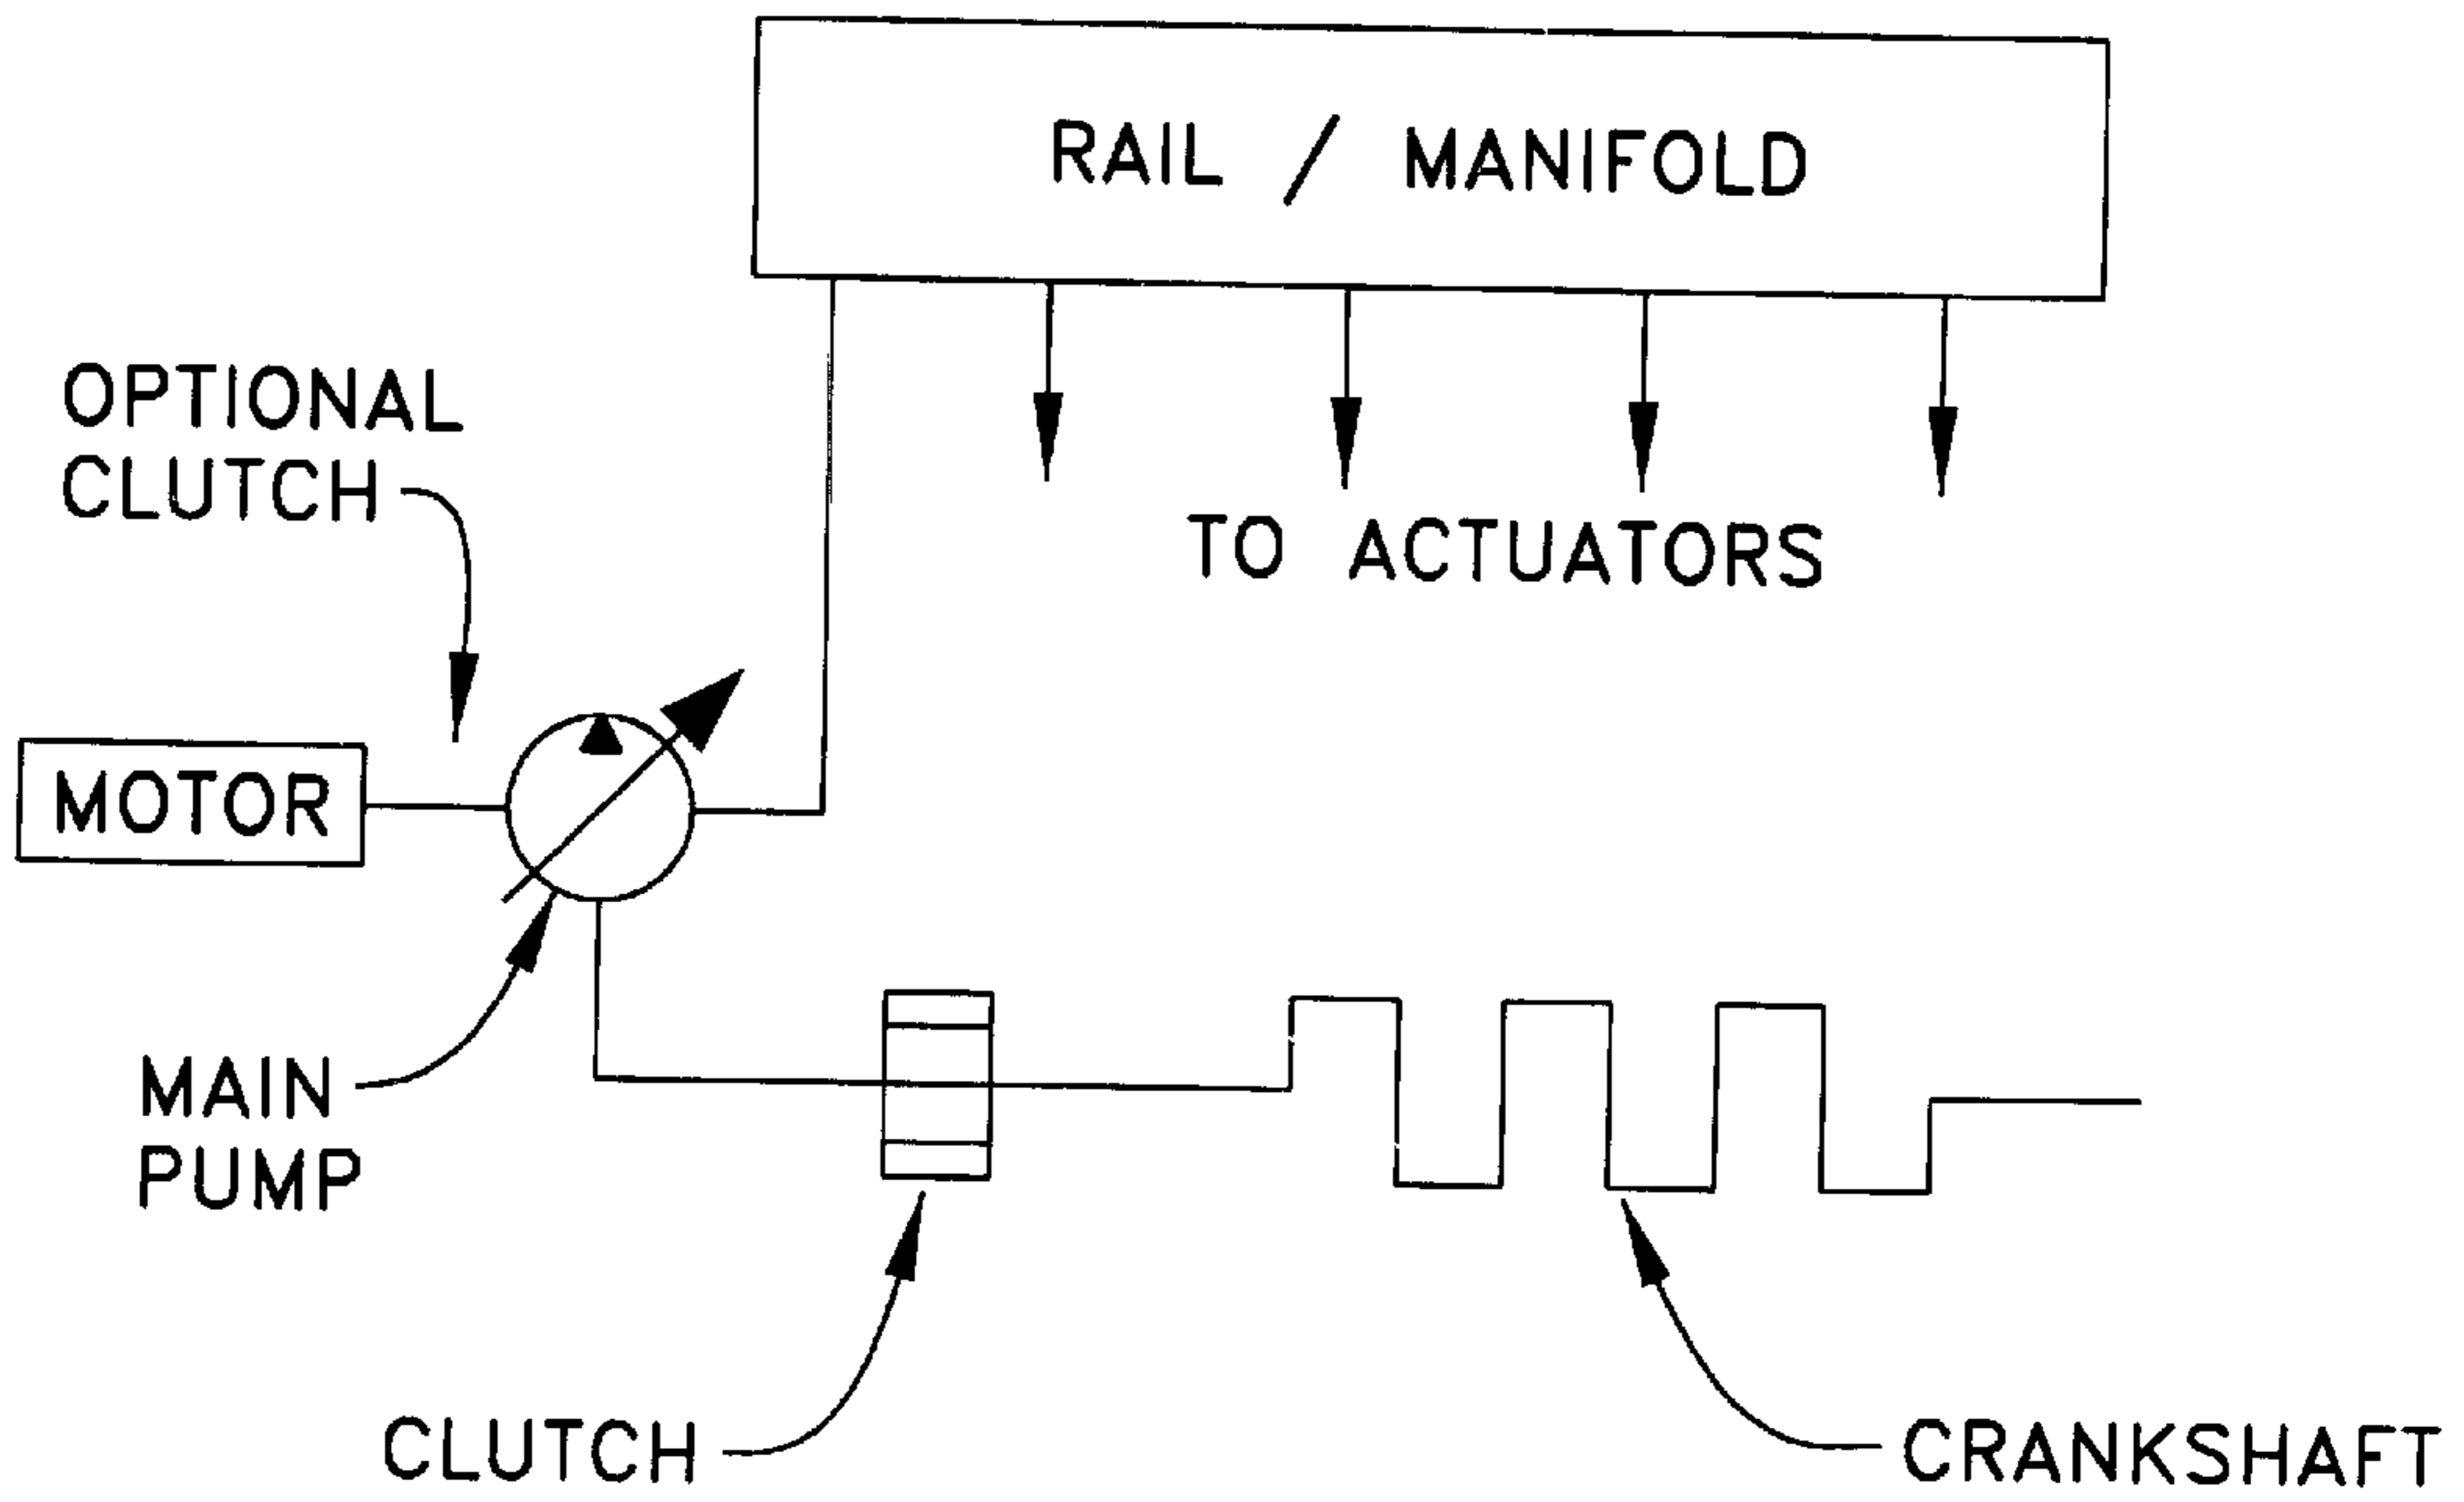 RAIL / MANIFOLD
OPTIONAL
CLUTCH
TO ACTUATORS
MOTOR
MAIN
PUMP
CLUTCH
CRANKSHAFT